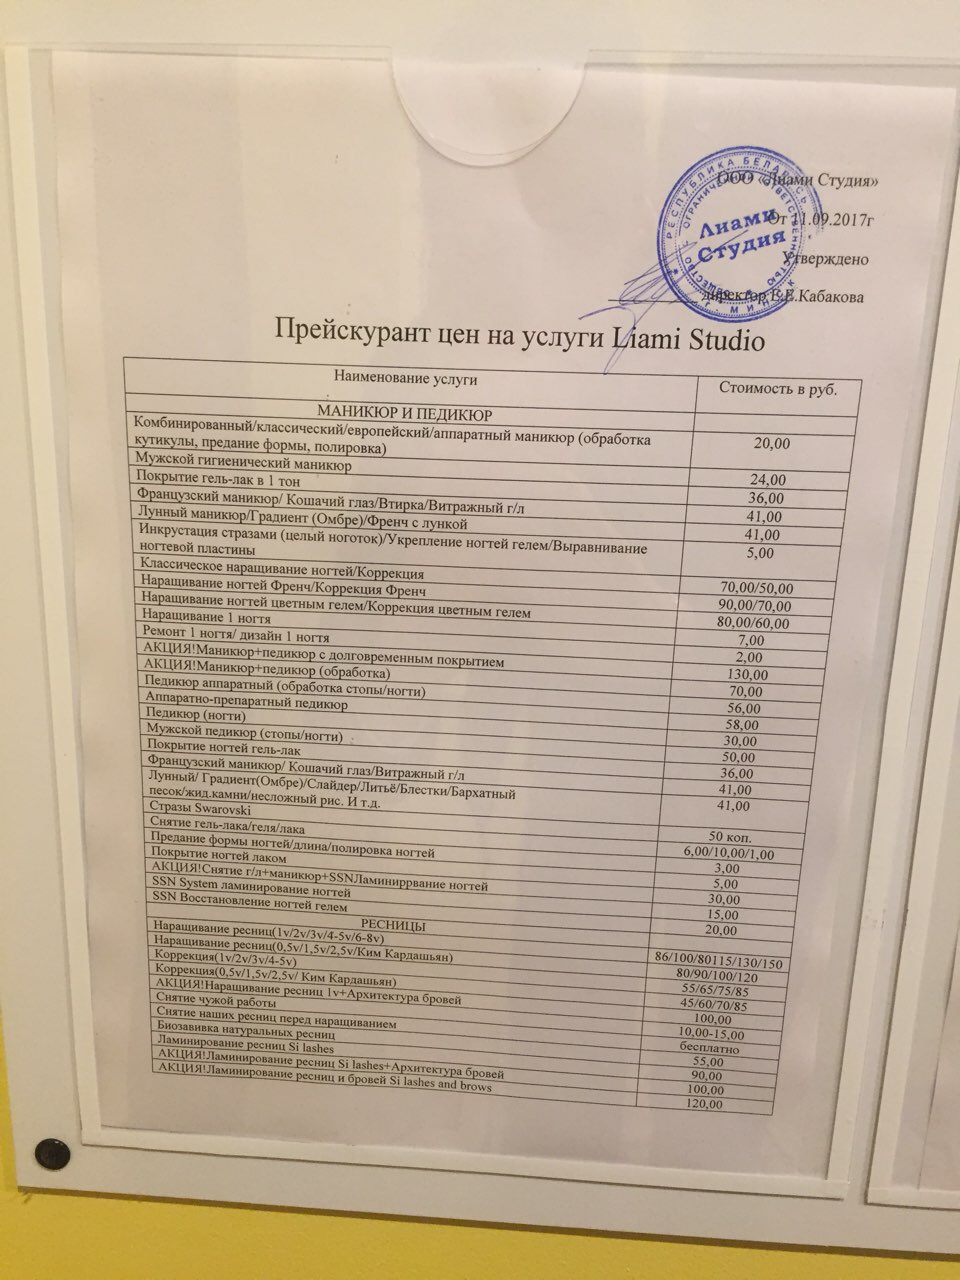 РЕСПУБЛИКА БЕЛАРУСЬ
ОГРАНИЧЕННОЙ ОТВЕТСТВЕННОСТЬЮ
ОБЩЕСТВО С
Г. МИНСК
Лиами
Студия
ООО «Лиами Студия»
От 11.09.2017г
Утверждено
директор Е.Е.Кабакова
Прейскурант цен на услуги Liami Studio
Наименование услуги Стоимость в руб.
МАНИКЮР И ПЕДИКЮР
Комбинированный/классический/европейский/аппаратный маникюр (обработка
кутикулы, предание формы, полировка) 20,00
Мужской гигиенический маникюр 24,00
Покрытие гель-лак в 1 тон 36,00
Французский маникюр/ Кошачий глаз/Втирка/Витражный г/л 41,00
Лунный маникюр/Градиент (Омбре)/Френч с лункой 41,00
Инкрустация стразами (целый ноготок)/Укрепление ногтей гелем/Выравнивание
ногтевой пластины 5,00
Классическое наращивание ногтей/Коррекция 70,00/50,00
Наращивание ногтей Френч/Коррекция Френч 90,00/70,00
Наращивание ногтей цветным гелем/Коррекция цветным гелем 80,00/60,00
Наращивание 1 ногтя 7,00
Ремонт 1 ногтя/ дизайн 1 ногтя 2,00
АКЦИЯ!Маникюр+педикюр с долговременным покрытием 130,00
АКЦИЯ!Маникюр+педикюр (обработка) 70,00
Педикюр аппаратный (обработка стопы/ногти) 56,00
Аппаратно-препаратный педикюр 58,00
Педикюр (ногти) 30,00
Мужской педикюр (стопы/ногти) 50,00
Покрытие ногтей гель-лак 36,00
Французский маникюр/ Кошачий глаз/Витражный г/л 41,00
Лунный/ Градиент(Омбре)/Слайдер/Литьё/Блестки/Бархатный
песок/жид.камни/несложный рис. И т.д. 41,00
Стразы Swarovski 50 коп.
Снятие гель-лака/геля/лака 6,00/10,00/1,00
Предание формы ногтей/длина/полировка ногтей 3,00
Покрытие ногтей лаком 5,00
АКЦИЯ!Снятие г/л+маникюр+SSNЛаминиррвание ногтей 30,00
SSN System ламинирование ногтей 15,00
SSN Восстановление ногтей гелем 20,00
РЕСНИЦЫ
Наращивание ресниц(1v/2v/3v/4-5v/6-8v) 86/100/80115/130/150
Наращивание ресниц(0,5v/1,5v/2,5v/Ким Кардашьян) 80/90/100/120
Коррекция(1v/2v/3v/4-5v) 55/65/75/85
Коррекция(0,5v/1,5v/2,5v/ Ким Кардашьян) 45/60/70/85
АКЦИЯ!Наращивание ресниц 1v+Архитектура бровей 100,00
Снятие чужой работы 10,00-15,00
Снятие наших ресниц перед наращиванием бесплатно
Биозавивка натуральных ресниц 55,00
Ламинирование ресниц Si lashes 90,00
АКЦИЯ!Ламинирование ресниц Si lashes+Архитектура бровей 100,00
АКЦИЯ!Ламинирование ресниц и бровей Si lashes and brows 120,00